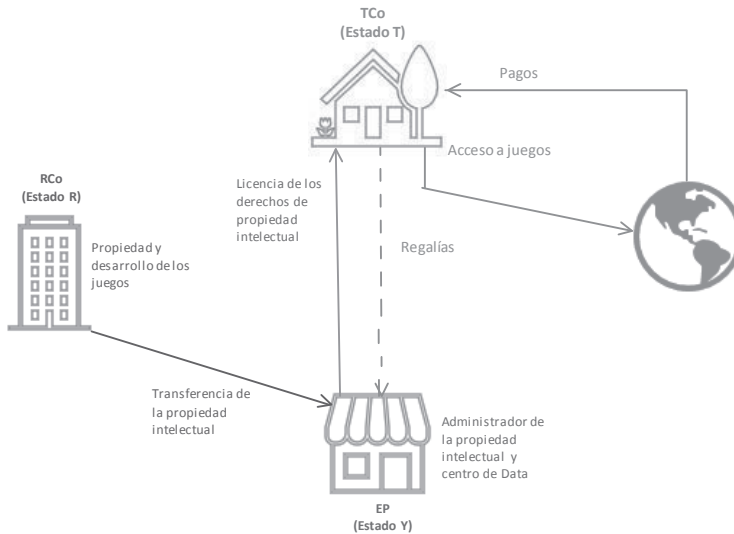 TCo
(Estado T)
Pagos
Acceso a juegos
Licencia de los
derechos de
propiedad
intelectual
Regalías
RCo
(Estado R)
Propiedad y
desarrollo de los
juegos
Transferencia de
la propiedad
intelectual
Administrador de
la propiedad
intelectual y
centro de Data
EP
(Estado Y)